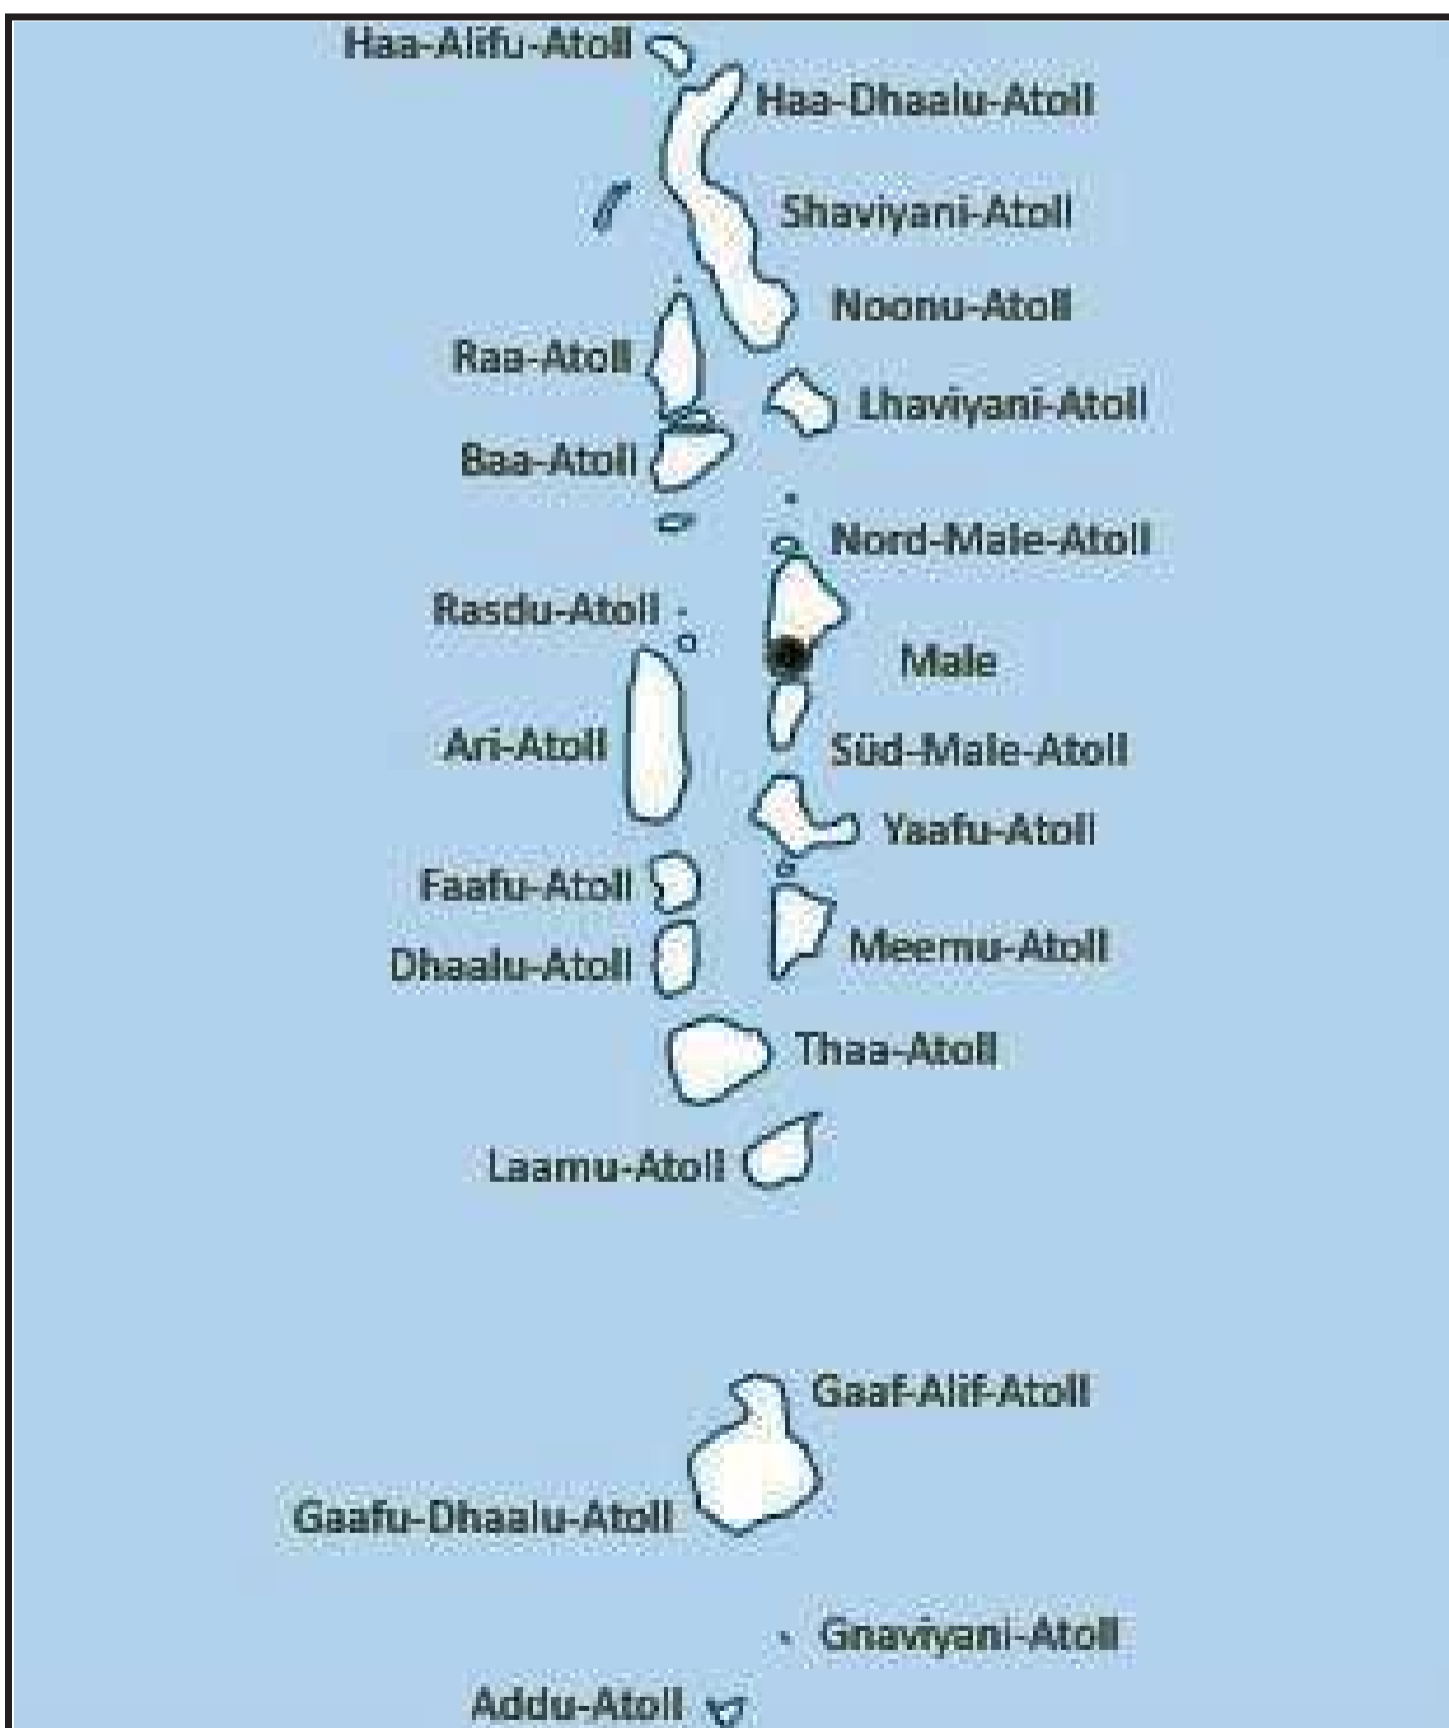 Haa-Alifu-Atoll
Haa-Dhaalu-Atoll
Shaviyani-Atoll
Noonu-Atoll
Raa-Atoll
Lhaviyani-Atoll
Baa-Atoll
Nord-Male-Atoll
Rasdu-Atoll
Male
Ari-Atoll
Süd-Male-Atoll
Yaafu-Atoll
Faafu-Atoll
Meemu-Atoll
Dhaalu-Atoll
Thaa-Atoll
Laamu-Atoll
Gaaf-Alif-Atoll
Gaafu-Dhaalu-Atoll
Gnaviyani-Atoll
Addu-Atoll